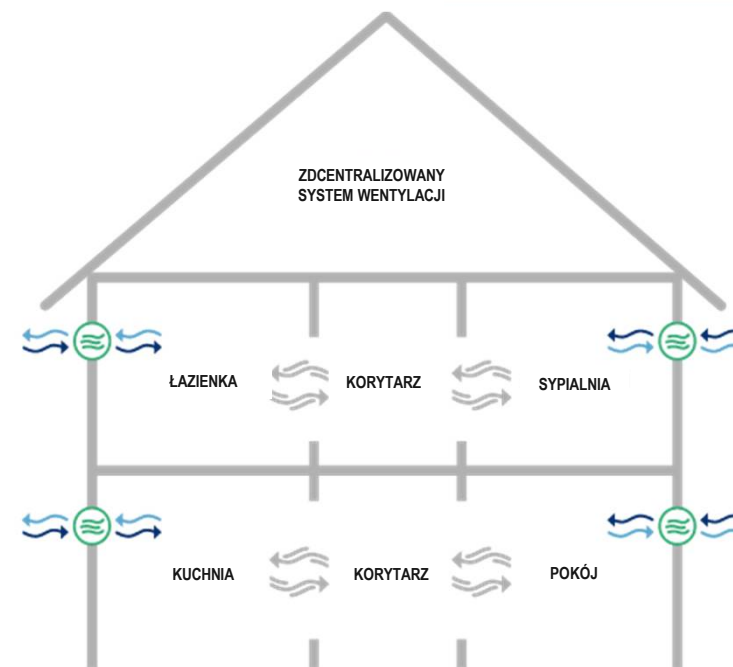 ZDCENTRALIZOWANY
SYSTEM WENTYLACJI
ŁAZIENKA
KORYTARZ
SYPIALNIA
KUCHNIA
KORYTARZ
POKÓJ